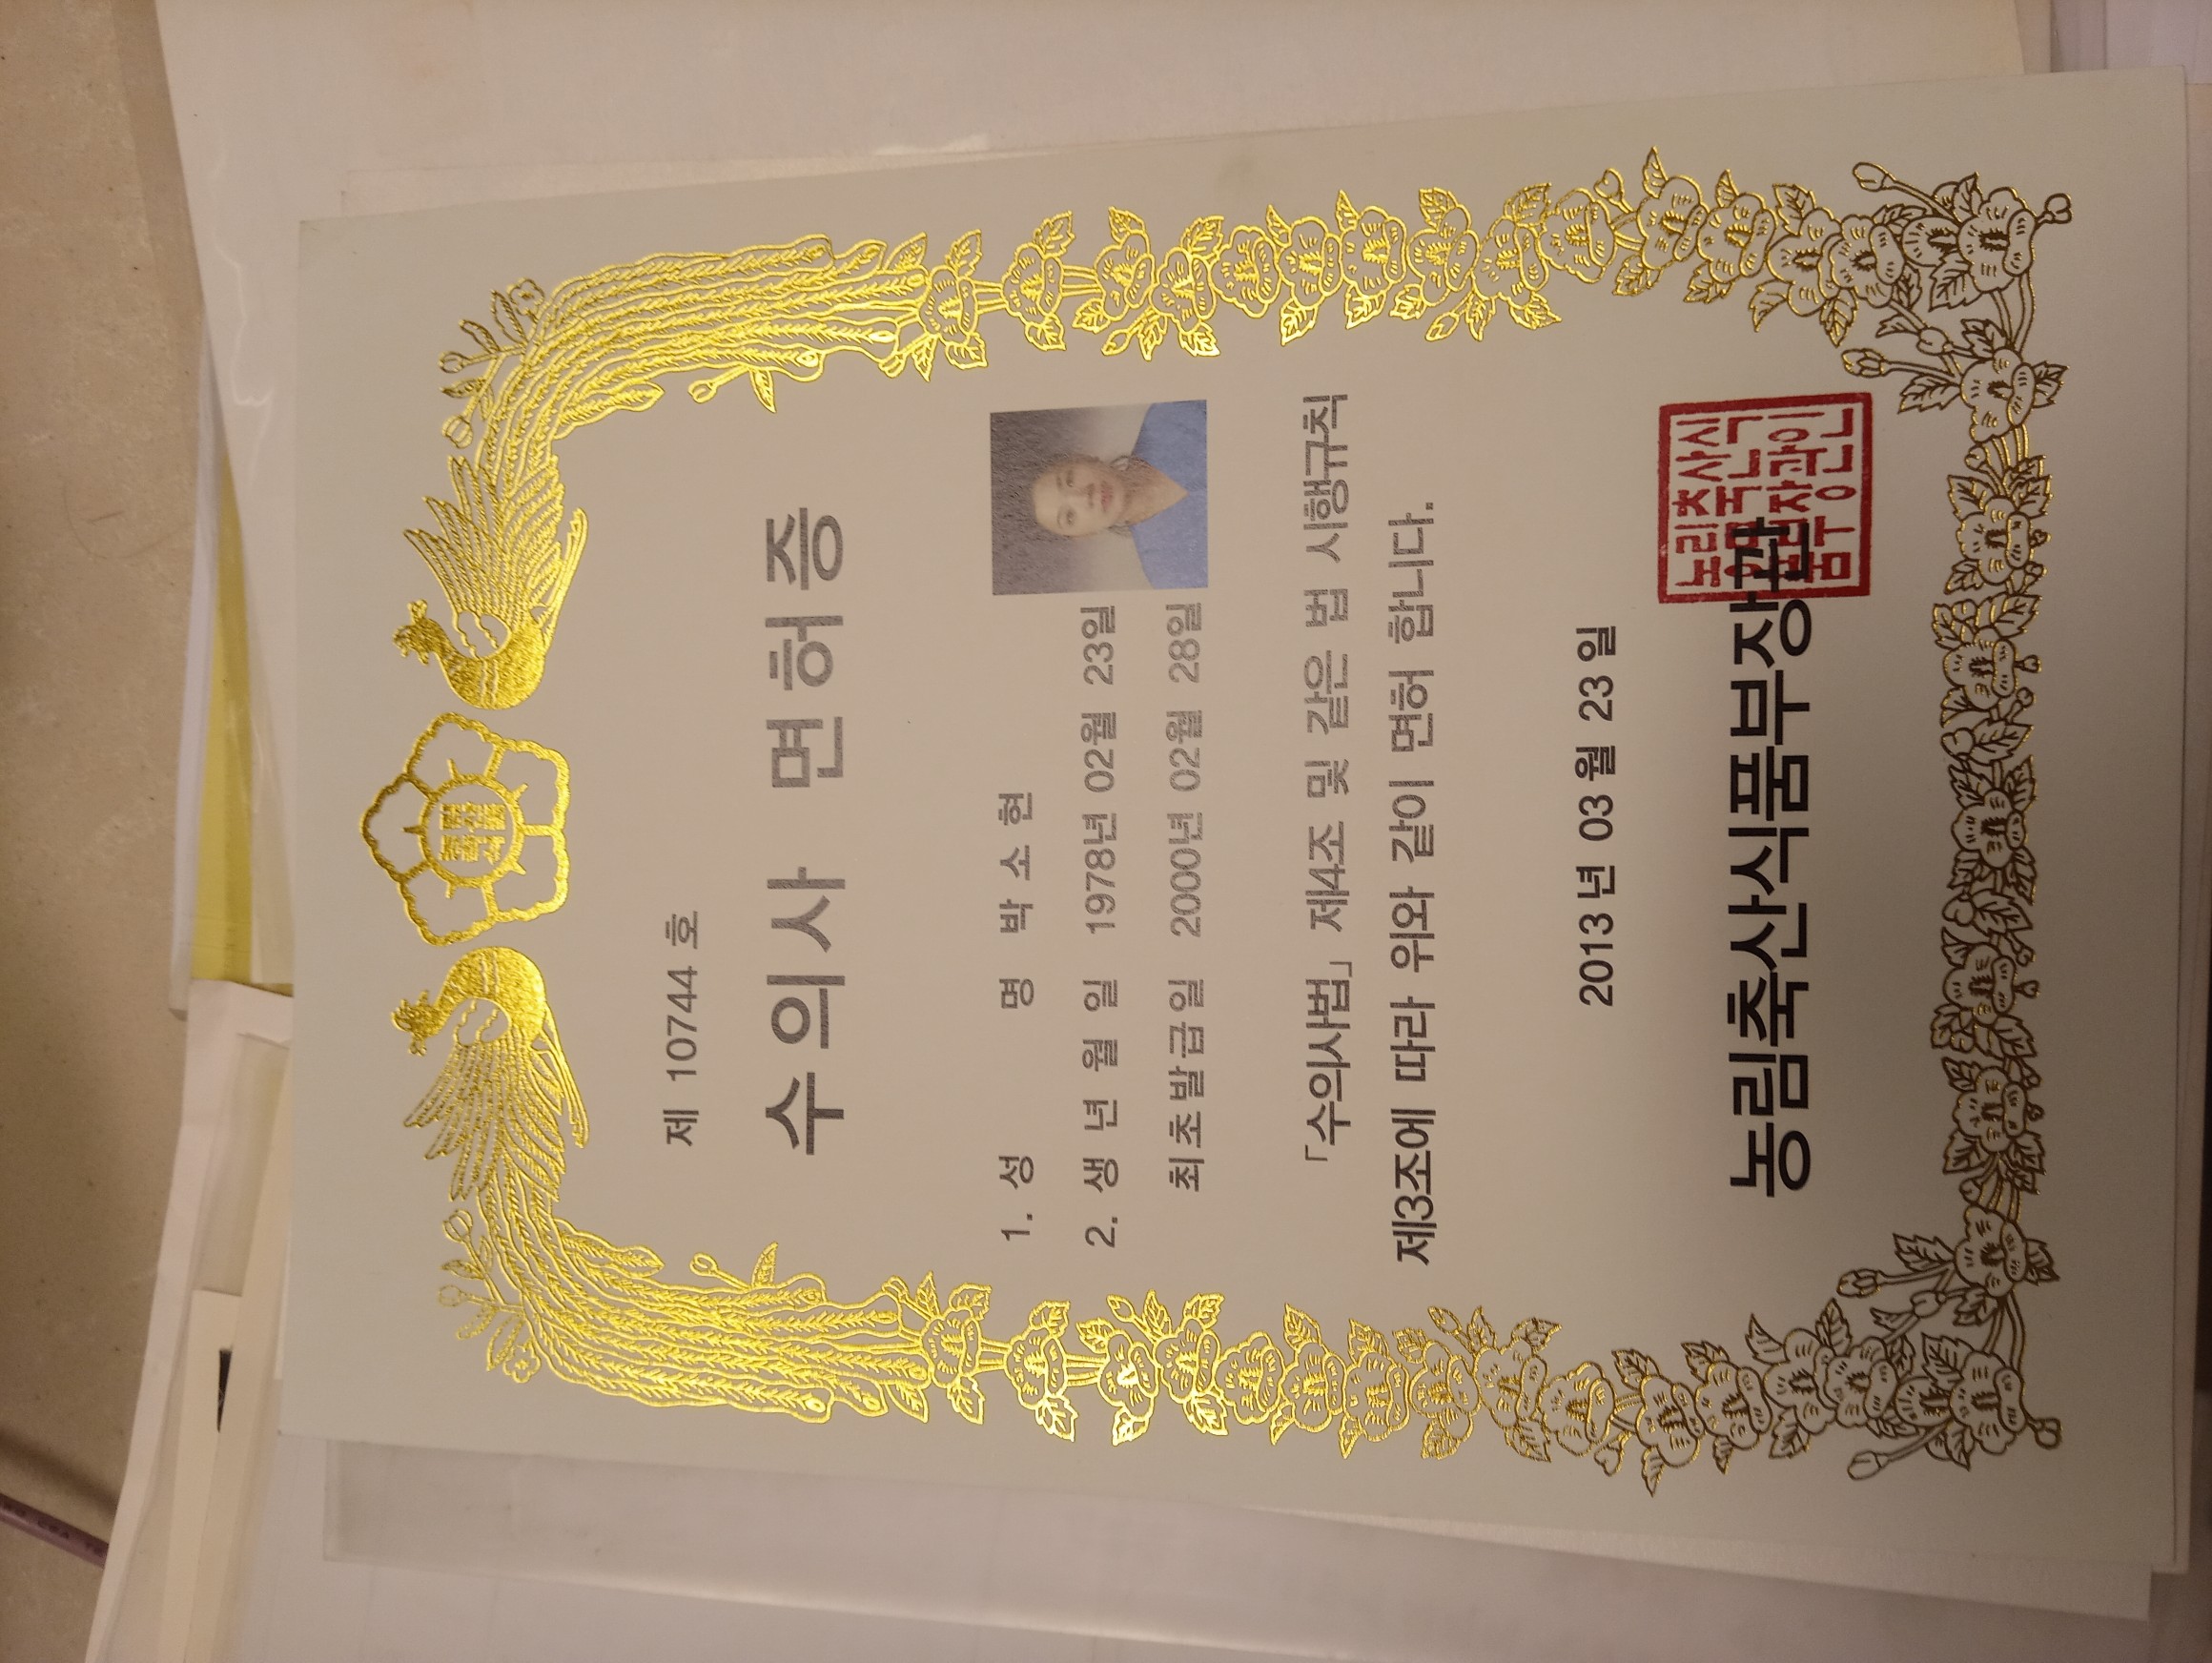 제 10744 호
수의사 면허증
1. 성 명 박 소 현
2. 생 년 월 일 1978년 02월 23일
최초발급일 2000년 02월 28일
「수의사법」 제4조 및 같은 법 시행규칙
제3조에 따라 위와 같이 면허 합니다.
2013 년 03 월 23 일
농림축산식품부장관
농림축산식
품부장관인